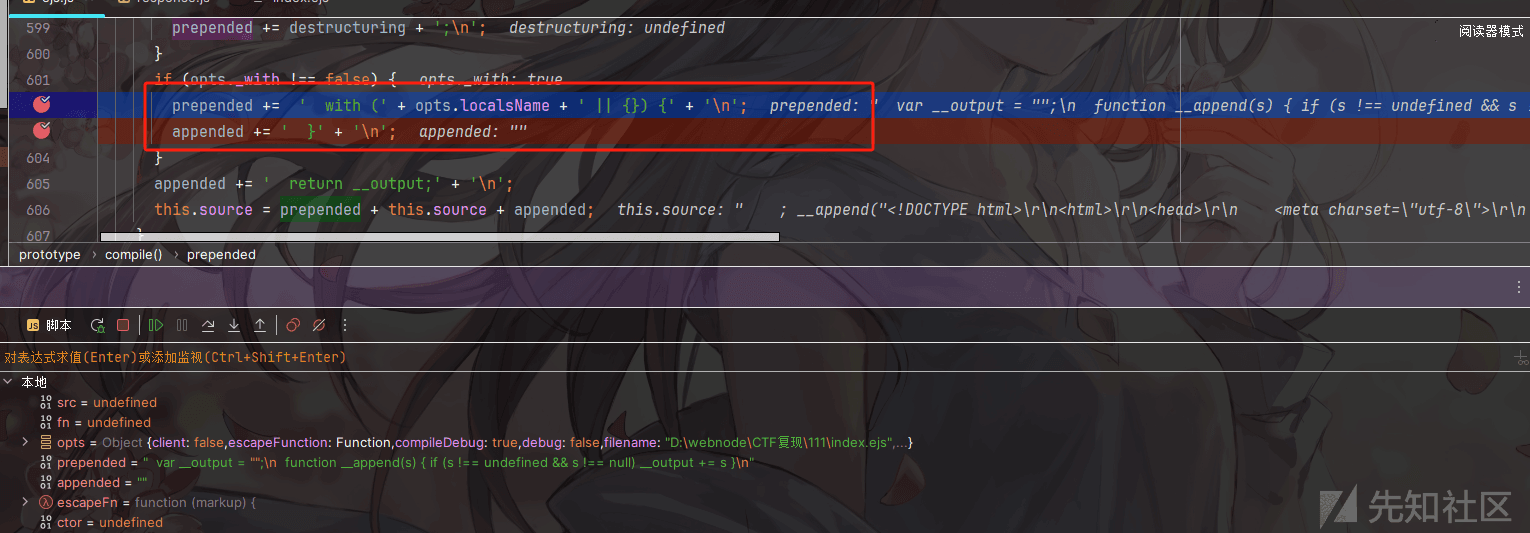 ejs.js response.js index.ejs
阅读器模式
599 prepended += destructuring + ';\n'; destructuring: undefined
600 }
601 if (opts._with !== false) { opts._with: true
prepended += ' with (' + opts.localsName + ' || {}) {' + '\n'; prepended: " var __output = "";\n function __append(s) { if (s !== undefined && s
appended += ' }' + '\n'; appended: ""
604 }
605 appended += ' return __output;' + '\n';
606 this.source = prepended + this.source + appended; this.source: " ; __append("<!DOCTYPE html>\r\n<html>\r\n<head>\r\n <meta charset=\"utf-8\">\r\n
607 }
prototype › compile() › prepended
JS 脚本
对表达式求值(Enter)或添加监视(Ctrl+Shift+Enter)
本地
src = undefined
fn = undefined
opts = Object {client: false,escapeFunction: Function,compileDebug: true,debug: false,filename: "D:\webnode\CTF复现\111\index.ejs",...}
prepended = " var __output = "";\n function __append(s) { if (s !== undefined && s !== null) __output += s }\n"
appended = ""
escapeFn = function (markup) {
ctor = undefined
先知社区